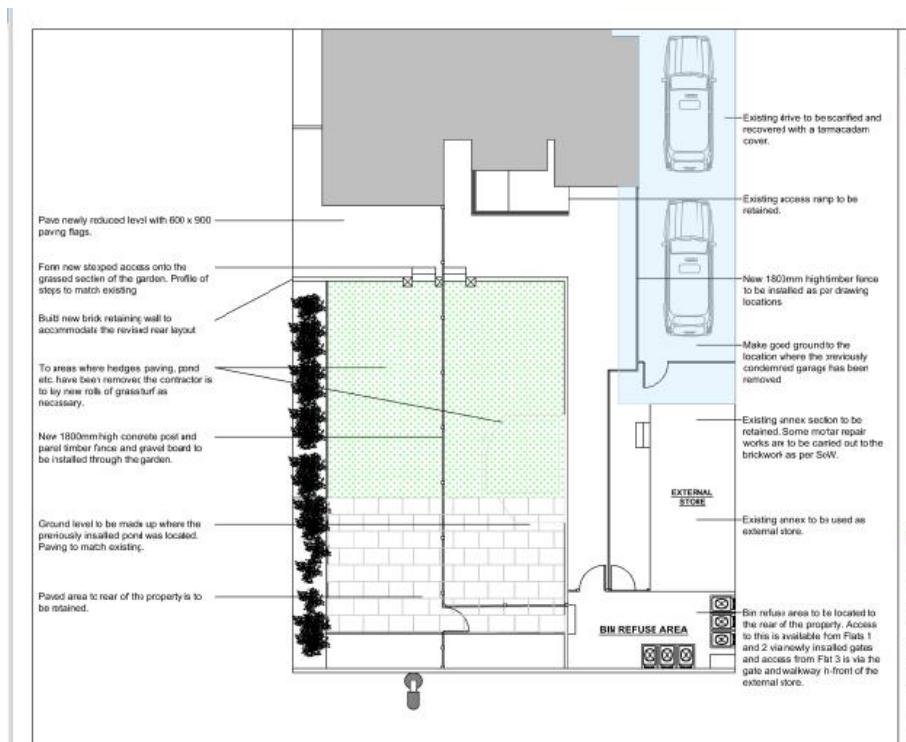 Pave newly reduced level with 600 x 900
paving flags.
Form new stepped access onto the
grassed section of the garden. Profile of
steps to match existing
Build new brick retaining wall to
accommodate the revised rear layout
To areas where hedges, paving, pond
etc. have been removed the contractor is
to lay new rolls of grass turf as
necessary.
New 1800mm high concrete post and
panel timber fence and gravel board to
be installed through the garden.
Ground level to be made up where the
previously insalled pond was located.
Paving to match existing.
Paved area to rear of the property is to
be retained.
Existing drive to be scarified and
recovered with a tarmacadam
cover.
Existing access ramp to be
retained.
New 1800mm high timber fence
to be installed as per drawing
locations
Make good ground to the
location where the previously
condemned garage has been
removed
Existing annex section to be
retained. Some mortar repair
works are to be carried out to the
brickwork as per SoW.
EXTERNAL
STORE
Existing annex to be used as
external store.
BIN REFUSE AREA
Bin refuse area to be located to
the rear of the property. Access
to this is available from Flats 1
and 2 via newly installed gates
and access from Flat 3 is via the
gate and walkway in-front of the
external store.